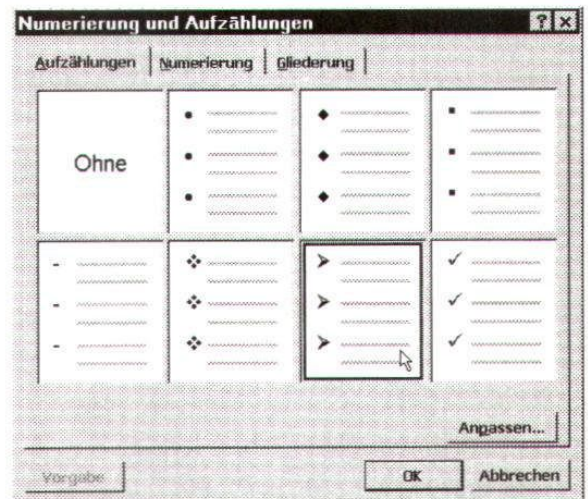 Numerierung und Aufzählungen
Aufzählungen Numerierung Gliederung
Ohne
Anpassen...
Vorgabe OK Abbrechen